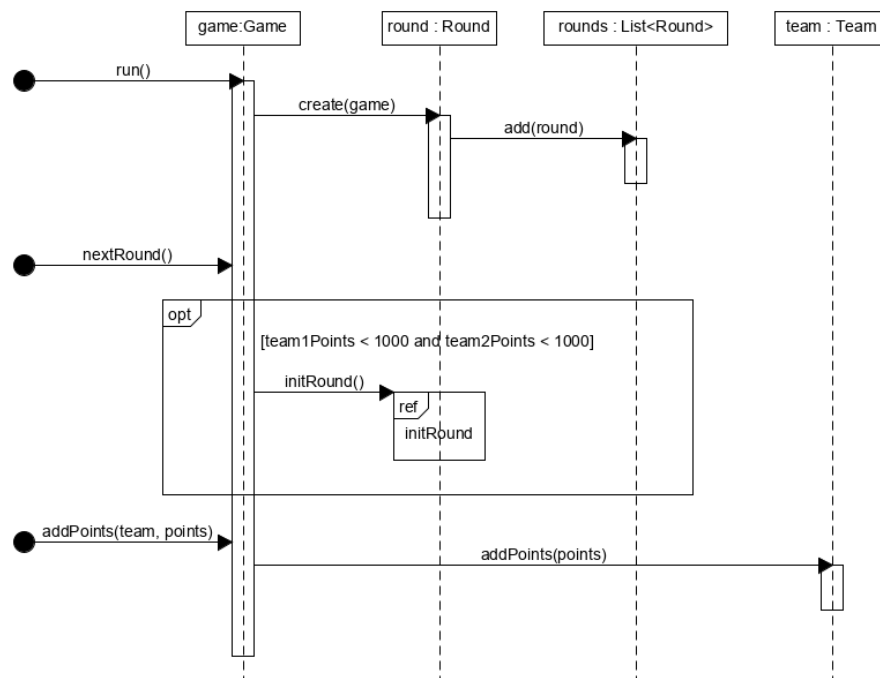 game:Game
round : Round
rounds : List<Round>
team : Team
run()
create(game)
add(round)
nextRound()
opt
[team1Points < 1000 and team2Points < 1000]
initRound()
ref
initRound
addPoints(team, points)
addPoints(points)